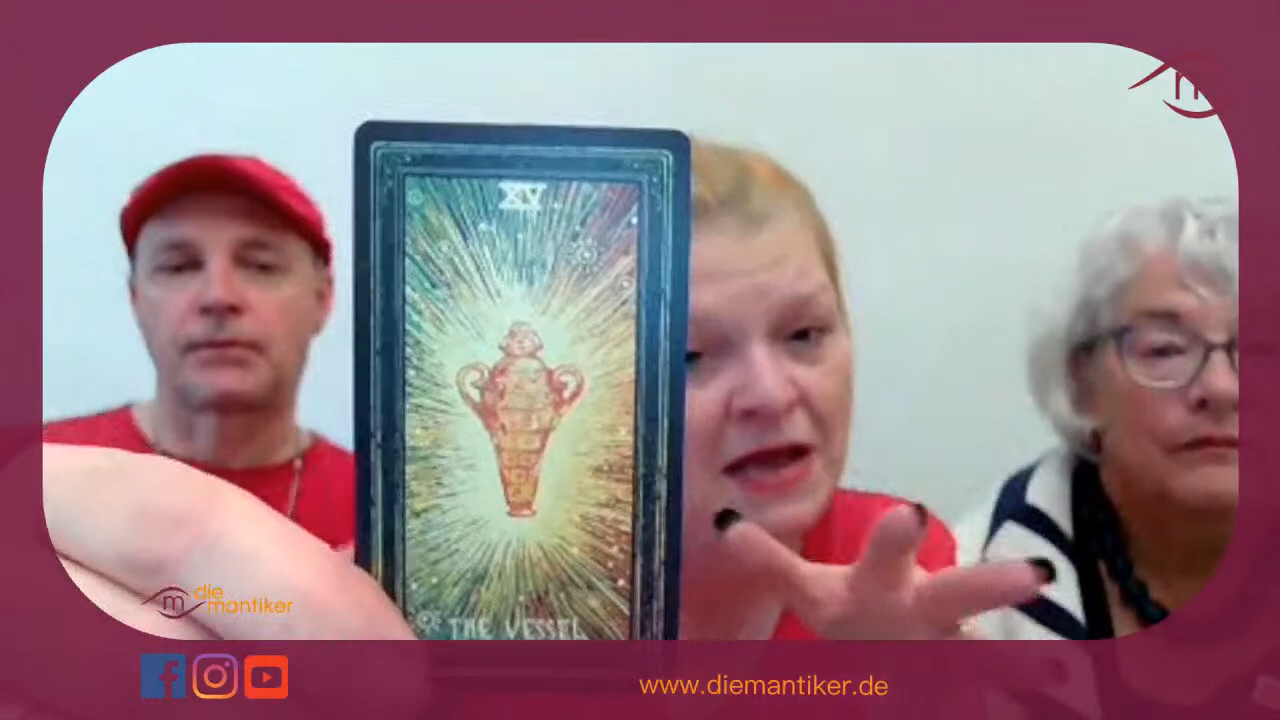 m
XV
THE VESSEL
m
die
mantiker
f
www.diemantiker.de